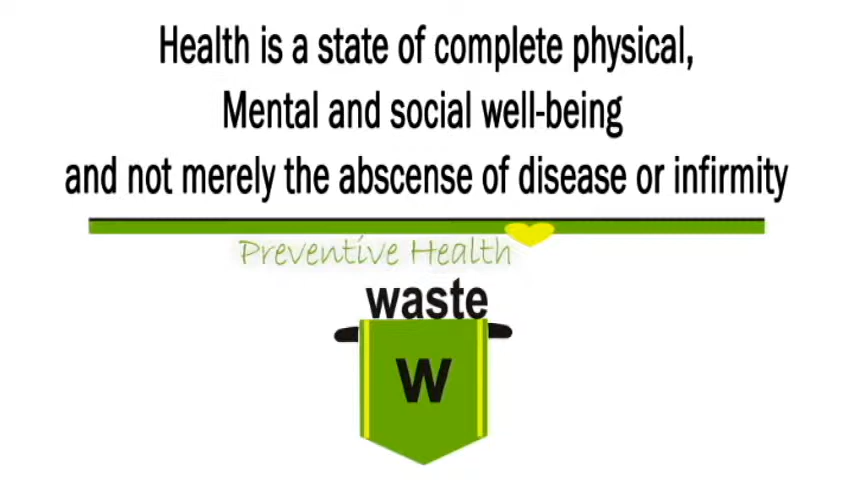 Health is a state of complete physical,
Mental and social well-being
and not merely the abscense of disease or infirmity
Preventive Health
waste
W